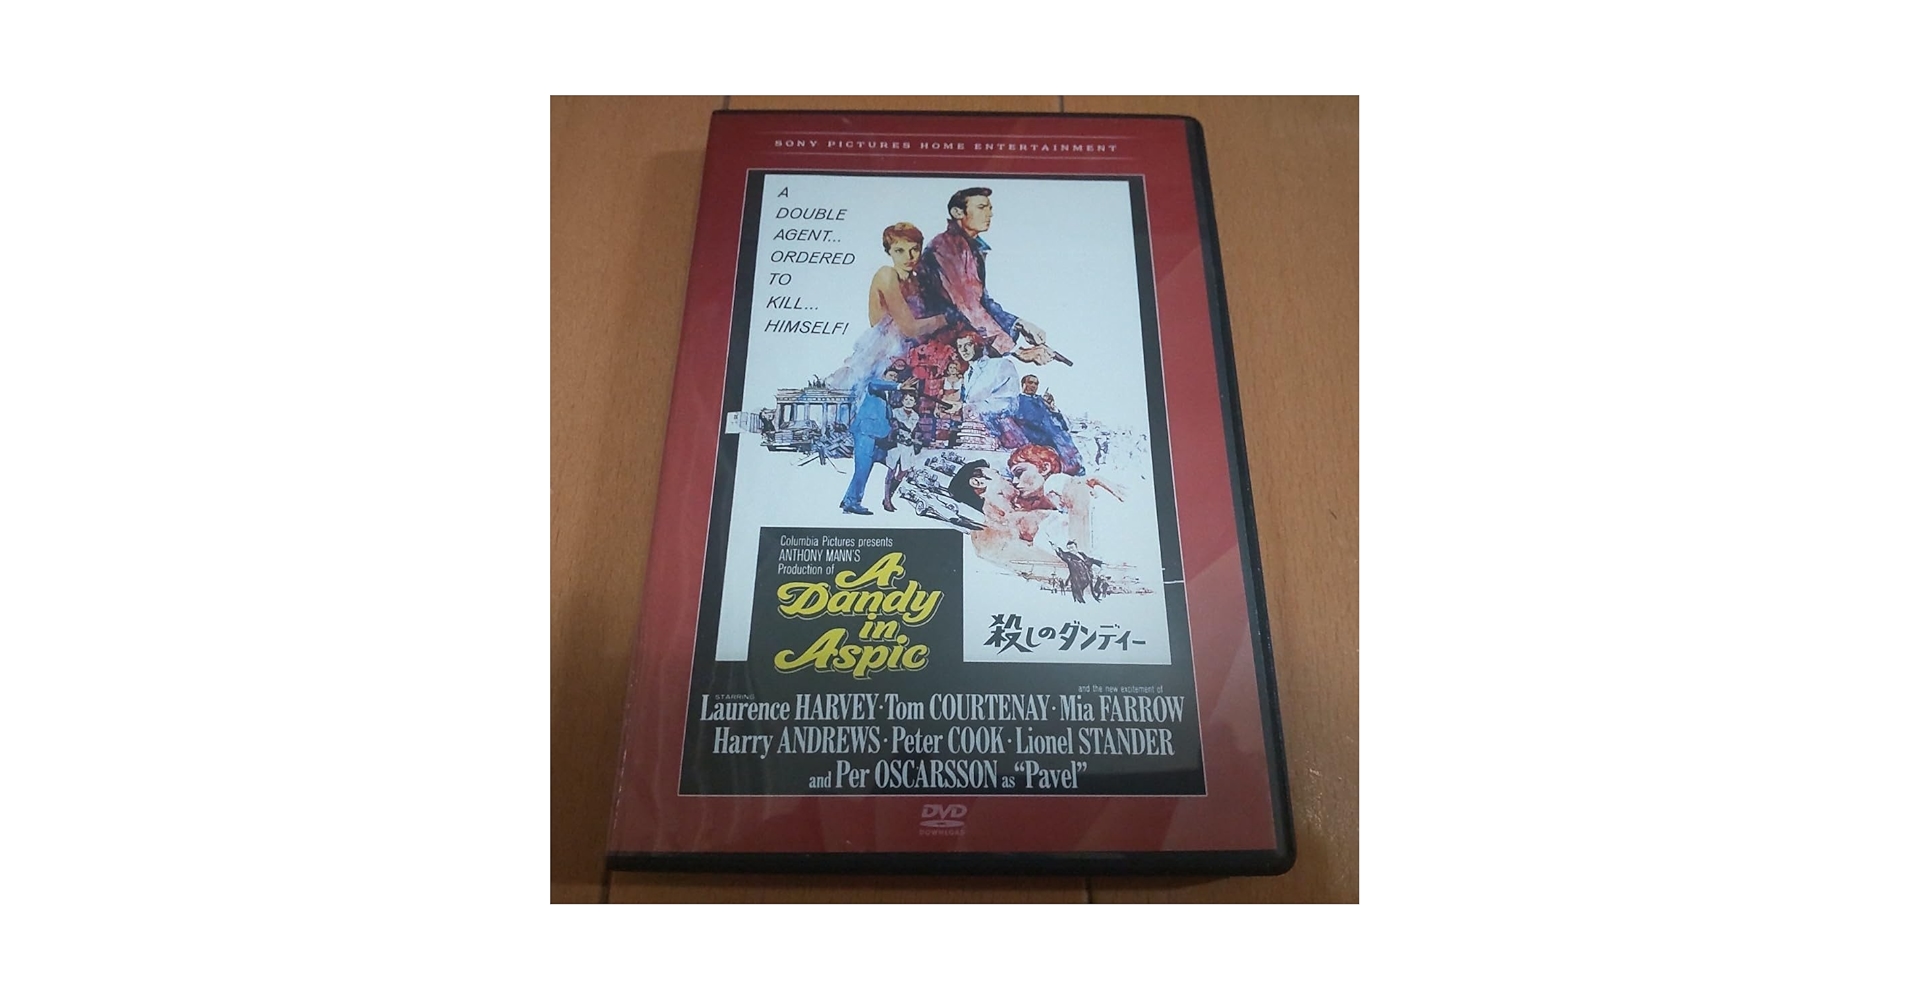 SONY PICTURES HOME ENTERTAINMENT
A
DOUBLE
AGENT...
ORDERED
TO
KILL...
HIMSELF!
Columbia Pictures presents
ANTHONY MANN'S
Production of
A
Dandy
in
Aspic
殺しのダンディー
STARRING
and the new excitement of
Laurence HARVEY·Tom COURTENAY·Mia FARROW
Harry ANDREWS·Peter COOK·Lionel STANDER
and Per OSCARSSON as “Pavel”
DVD